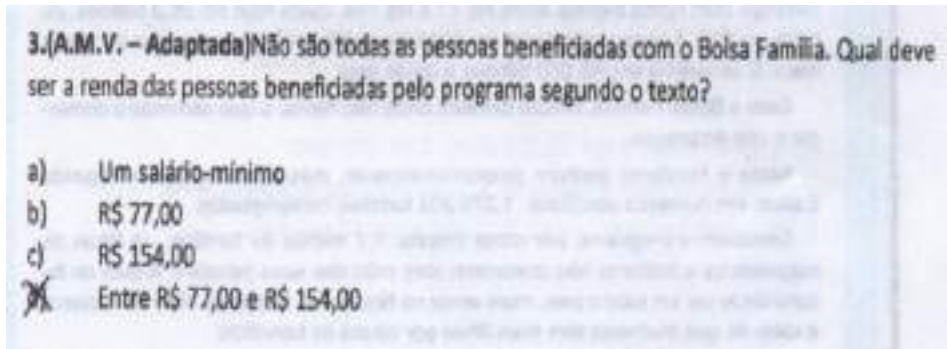 3.(A.M.V. – Adaptada)Não são todas as pessoas beneficiadas com o Bolsa Família. Qual deve
ser a renda das pessoas beneficiadas pelo programa segundo o texto?
a) Um salário-mínimo
b) R$ 77,00
c) R$ 154,00
d) Entre R$ 77,00 e R$ 154,00